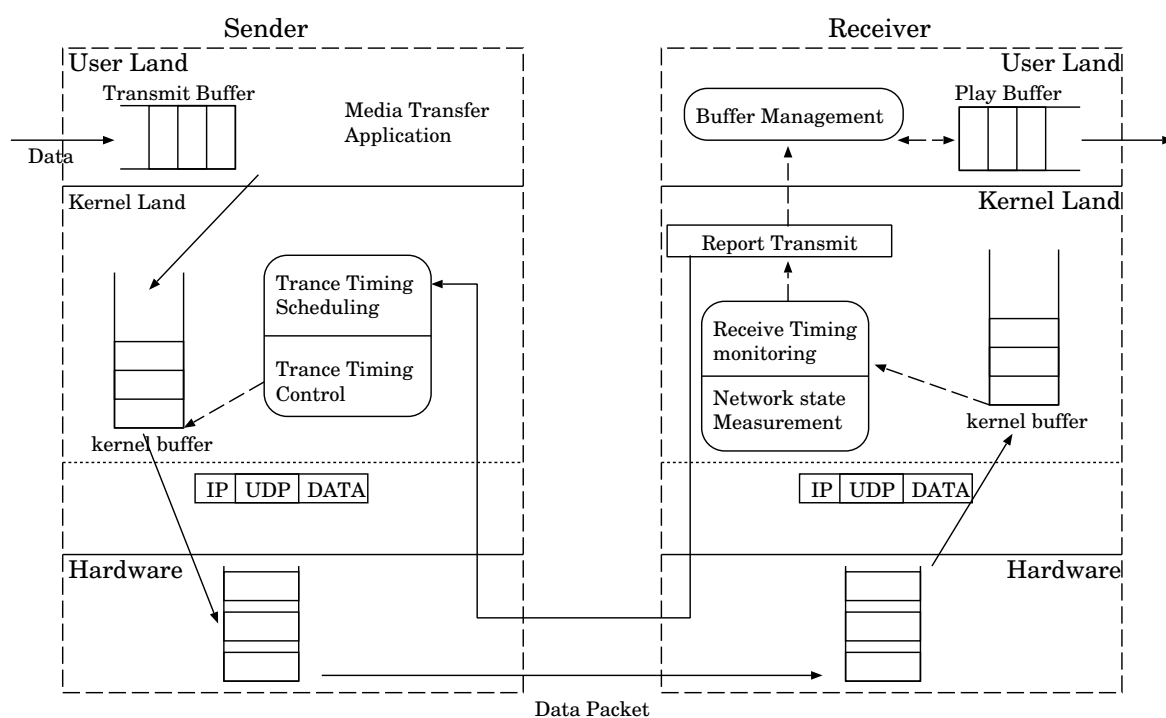 Sender
User Land
Transmit Buffer
Media Transfer
Application
Data
Kernel Land
Trance Timing
Scheduling
Trance Timing
Control
kernel buffer
IP UDP DATA
Hardware
Receiver
User Land
Play Buffer
Buffer Management
Kernel Land
Report Transmit
Receive Timing
monitoring
Network state
Measurement
kernel buffer
IP UDP DATA
Hardware
Data Packet